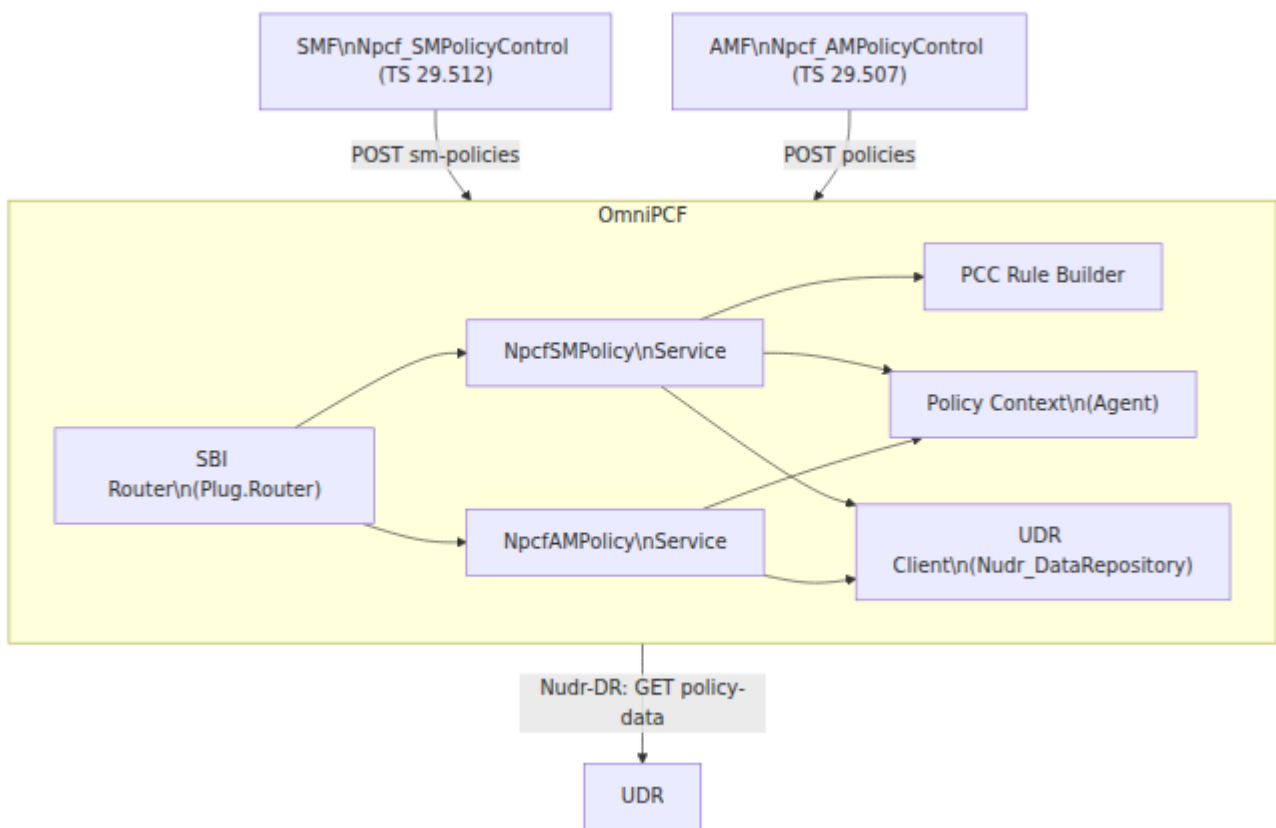 SMF\nNpcf_SMPolicyControl
(TS 29.512)
AMF\nNpcf_AMPolicyControl
(TS 29.507)
POST sm-policies
POST policies
OmniPCF
PCC Rule Builder
NpcfSMPolicy\nService
Policy Context\n(Agent)
SBI
Router\n(Plug.Router)
NpcfAMPolicy\nService
UDR
Client\n(Nudr_DataRepository)
Nudr-DR: GET policy-
data
UDR